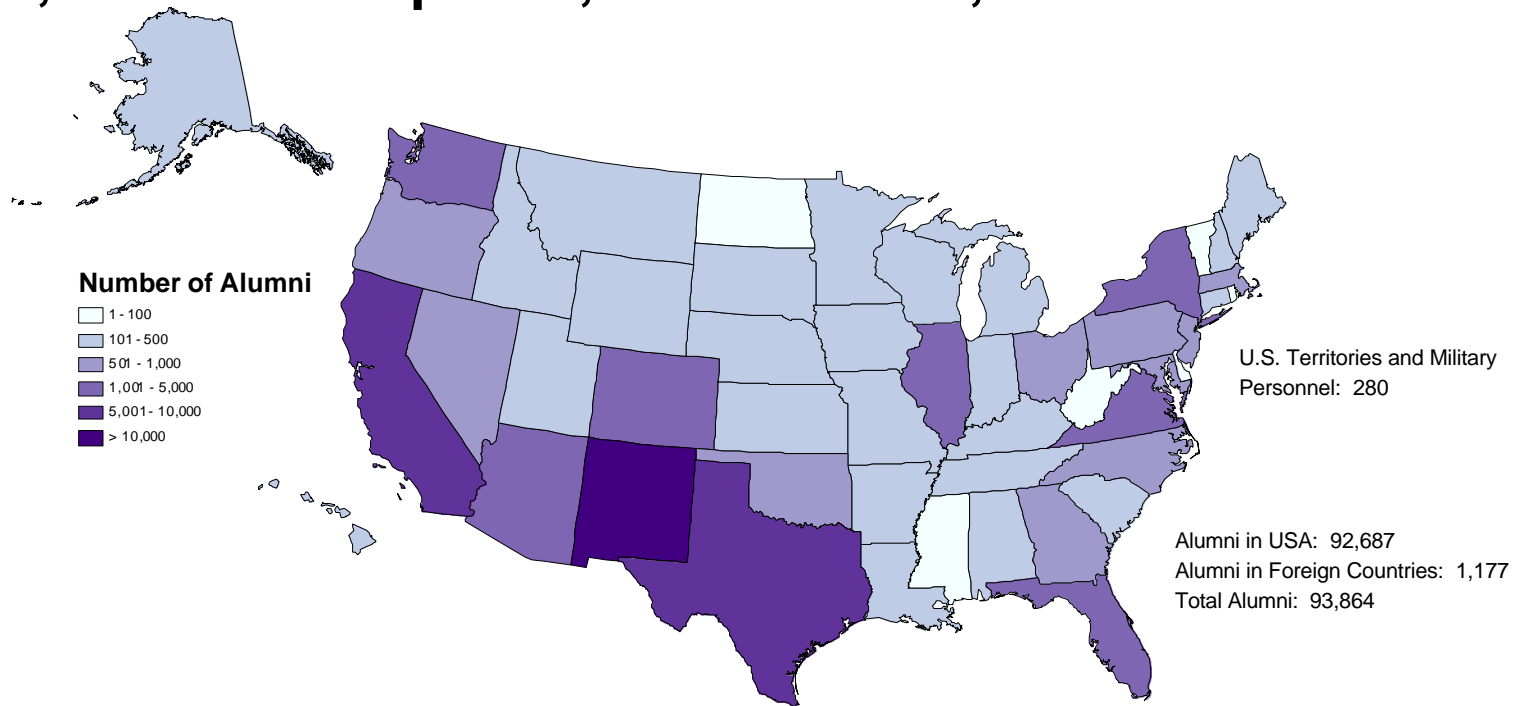 Number of Alumni
1 - 100
101 - 500
501 - 1,000
1,001 - 5,000
5,001 - 10,000
> 10,000
U.S. Territories and Military
Personnel: 280
Alumni in USA: 92,687
Alumni in Foreign Countries: 1,177
Total Alumni: 93,864